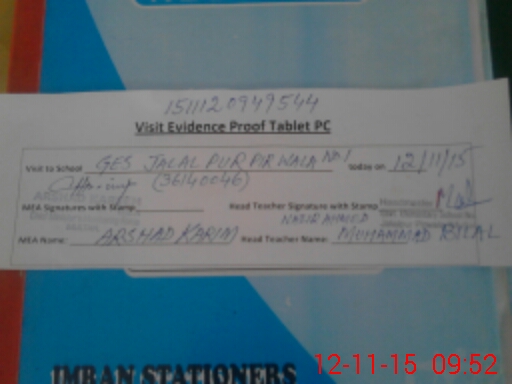 1511120949544
Visit Evidence Proof Tablet PC
Visit to School GES JALAL PUR PIR WALA No.1 today on 12/11/15
(36140046)
MEA Signatures with Stamp Head Teacher Signature with Stamp
NAZIR AHMED
MEA Name: ARSHAD KARIM Head Teacher Name: MUHAMMAD BILAL
IMRAN STATIONERS
12-11-15 09:52